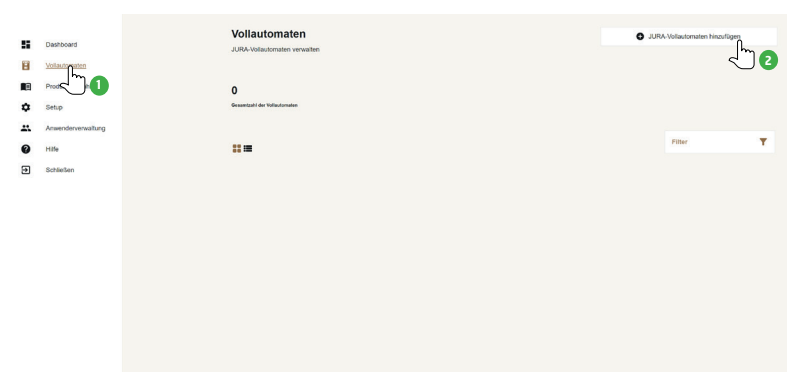 Dashboard
Vollautomaten
1
Setup
Anwenderverwaltung
Hilfe
Schließen
Vollautomaten
JURA-Vollautomaten verwalten
JURA-Vollautomaten hinzufügen
2
0
Gesamtzahl der Vollautomaten
Filter